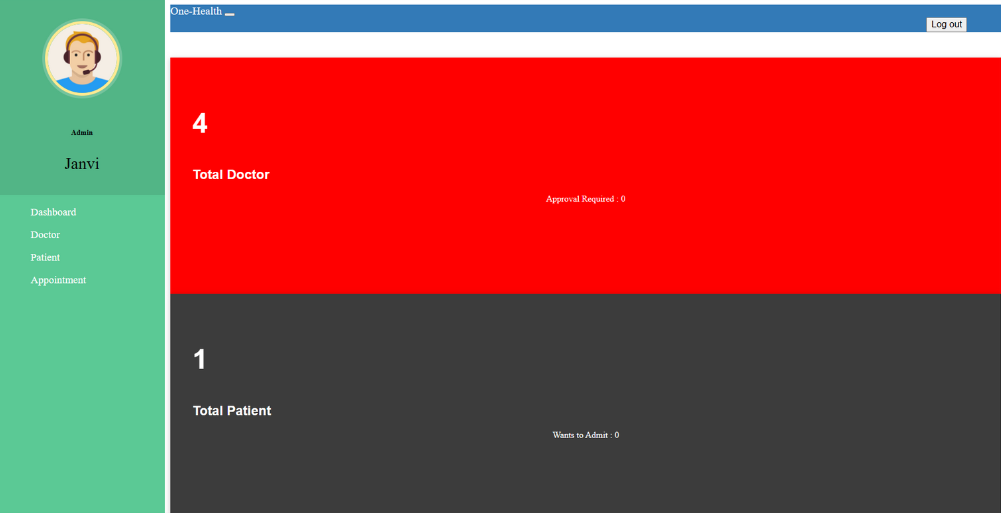 Admin
Janvi
Dashboard
Doctor
Patient
Appointment
One-Health
Log out
4
Total Doctor
Approval Required : 0
1
Total Patient
Wants to Admit : 0